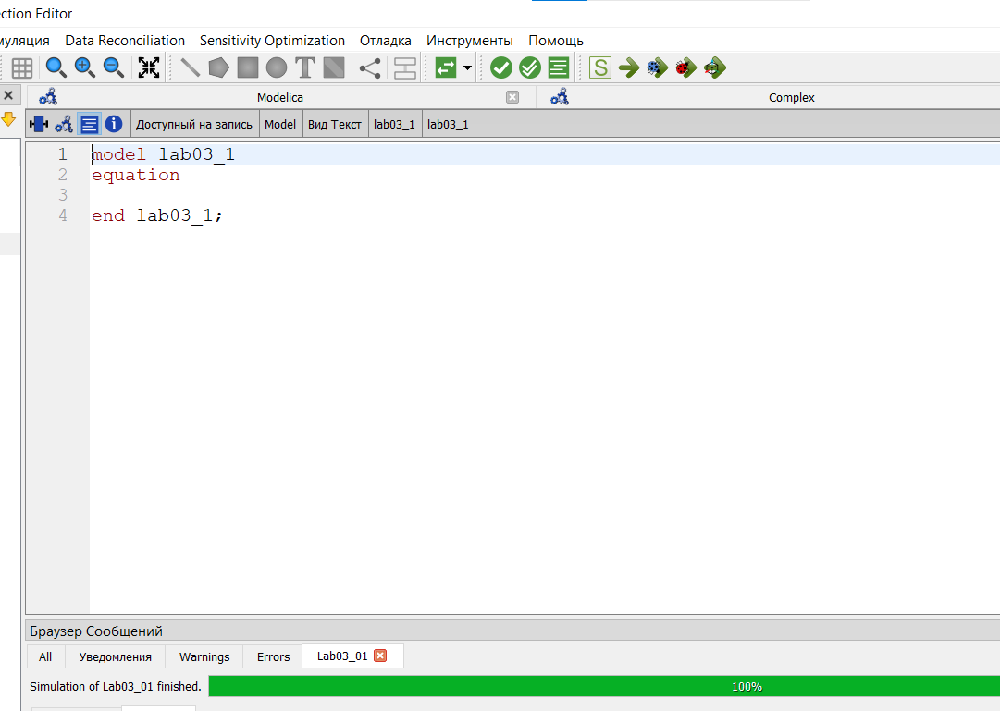 ction Editor
муляция Data Reconciliation Sensitivity Optimization Отладка Инструменты Помощь
T S
Modelica Complex
Доступный на запись Model Вид Текст lab03_1 lab03_1
1 model lab03_1
2 equation
3
4 end lab03_1;
Браузер Сообщений
All Уведомления Warnings Errors Lab03_01
Simulation of Lab03_01 finished. 100%